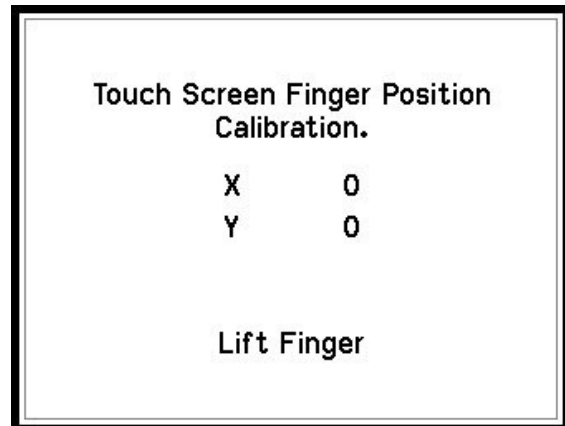 Touch Screen Finger Position
Calibration.
X 0
Y 0
Lift Finger